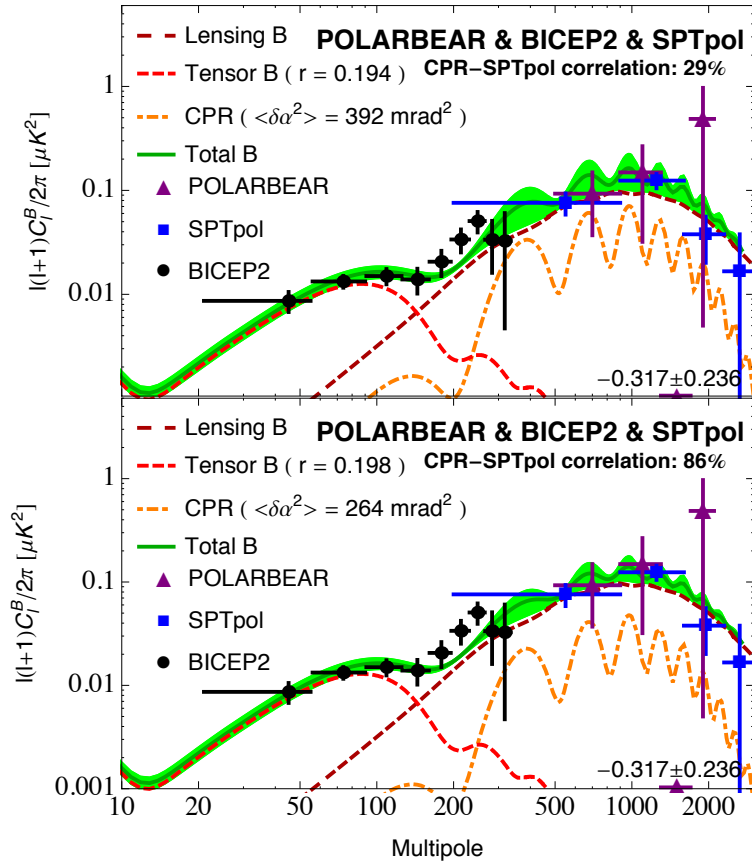 POLARBEAR & BICEP2 & SPTpol
CPR−SPTpol correlation: 29%
Lensing B
Tensor B ( r = 0.194 )
CPR ( <δα²> = 392 mrad² )
Total B
POLARBEAR
SPTpol
BICEP2
1
0.1
0.01
l(l+1)C_l^B/2π [μK²]
−0.317±0.236
POLARBEAR & BICEP2 & SPTpol
CPR−SPTpol correlation: 86%
Lensing B
Tensor B ( r = 0.198 )
CPR ( <δα²> = 264 mrad² )
Total B
POLARBEAR
SPTpol
BICEP2
1
0.1
0.01
0.001
l(l+1)C_l^B/2π [μK²]
−0.317±0.236
10 20 50 100 200 500 1000 2000
Multipole